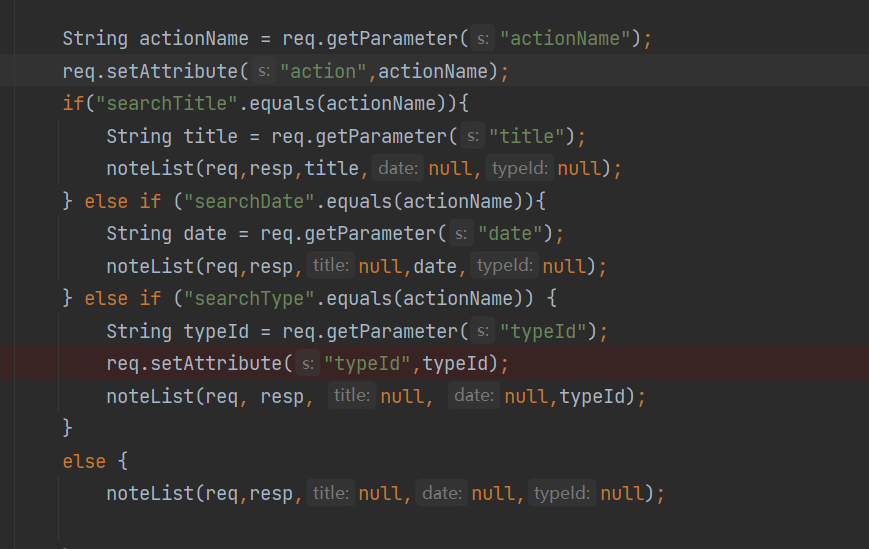 String actionName = req.getParameter( s: "actionName");
req.setAttribute( s: "action",actionName);
if("searchTitle".equals(actionName)){
String title = req.getParameter( s: "title");
noteList(req,resp,title, date: null, typeId: null);
} else if ("searchDate".equals(actionName)){
String date = req.getParameter( s: "date");
noteList(req,resp, title: null,date, typeId: null);
} else if ("searchType".equals(actionName)) {
String typeId = req.getParameter( s: "typeId");
req.setAttribute( s: "typeId",typeId);
noteList(req, resp, title: null, date: null,typeId);
}
else {
noteList(req,resp, title: null, date: null, typeId: null);